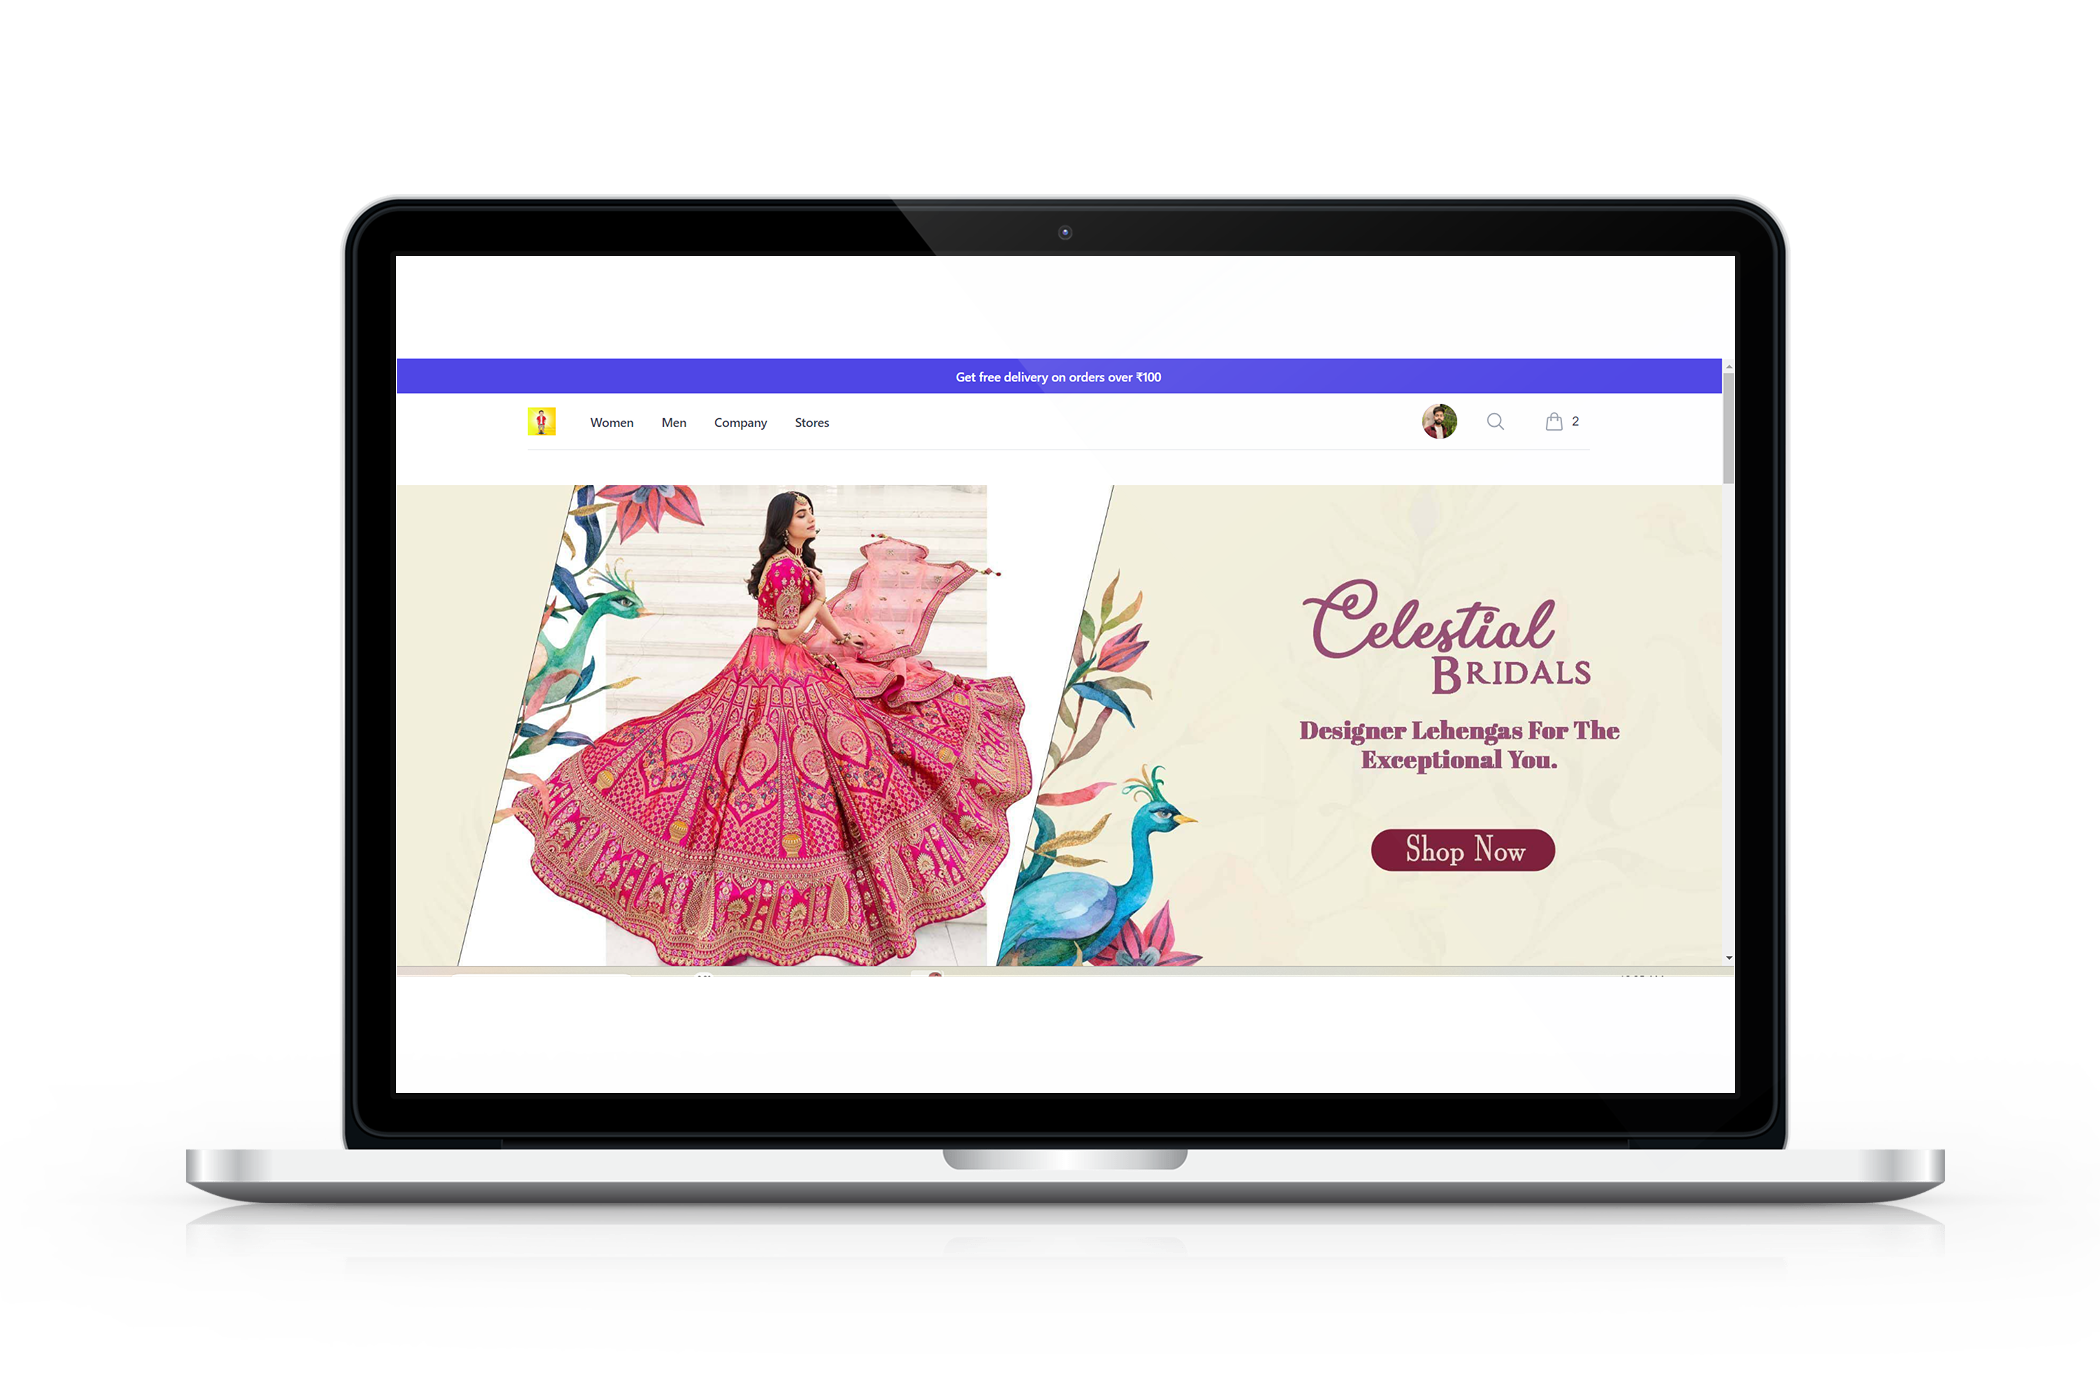 Get free delivery on orders over ₹100
Women Men Company Stores
2
Celestial
BRIDALS
Designer Lehengas For The
Exceptional You.
Shop Now